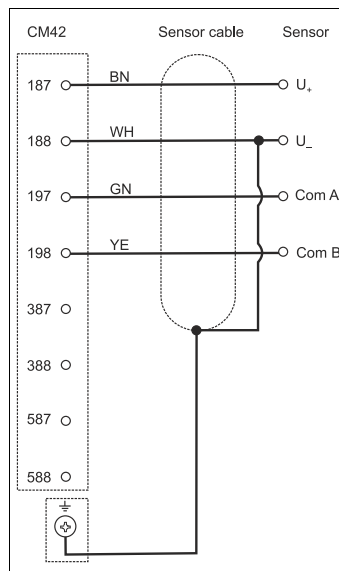 CM42 Sensor cable Sensor
187 BN U+
188 WH U_
197 GN Com A
198 YE Com B
387
388
587
588